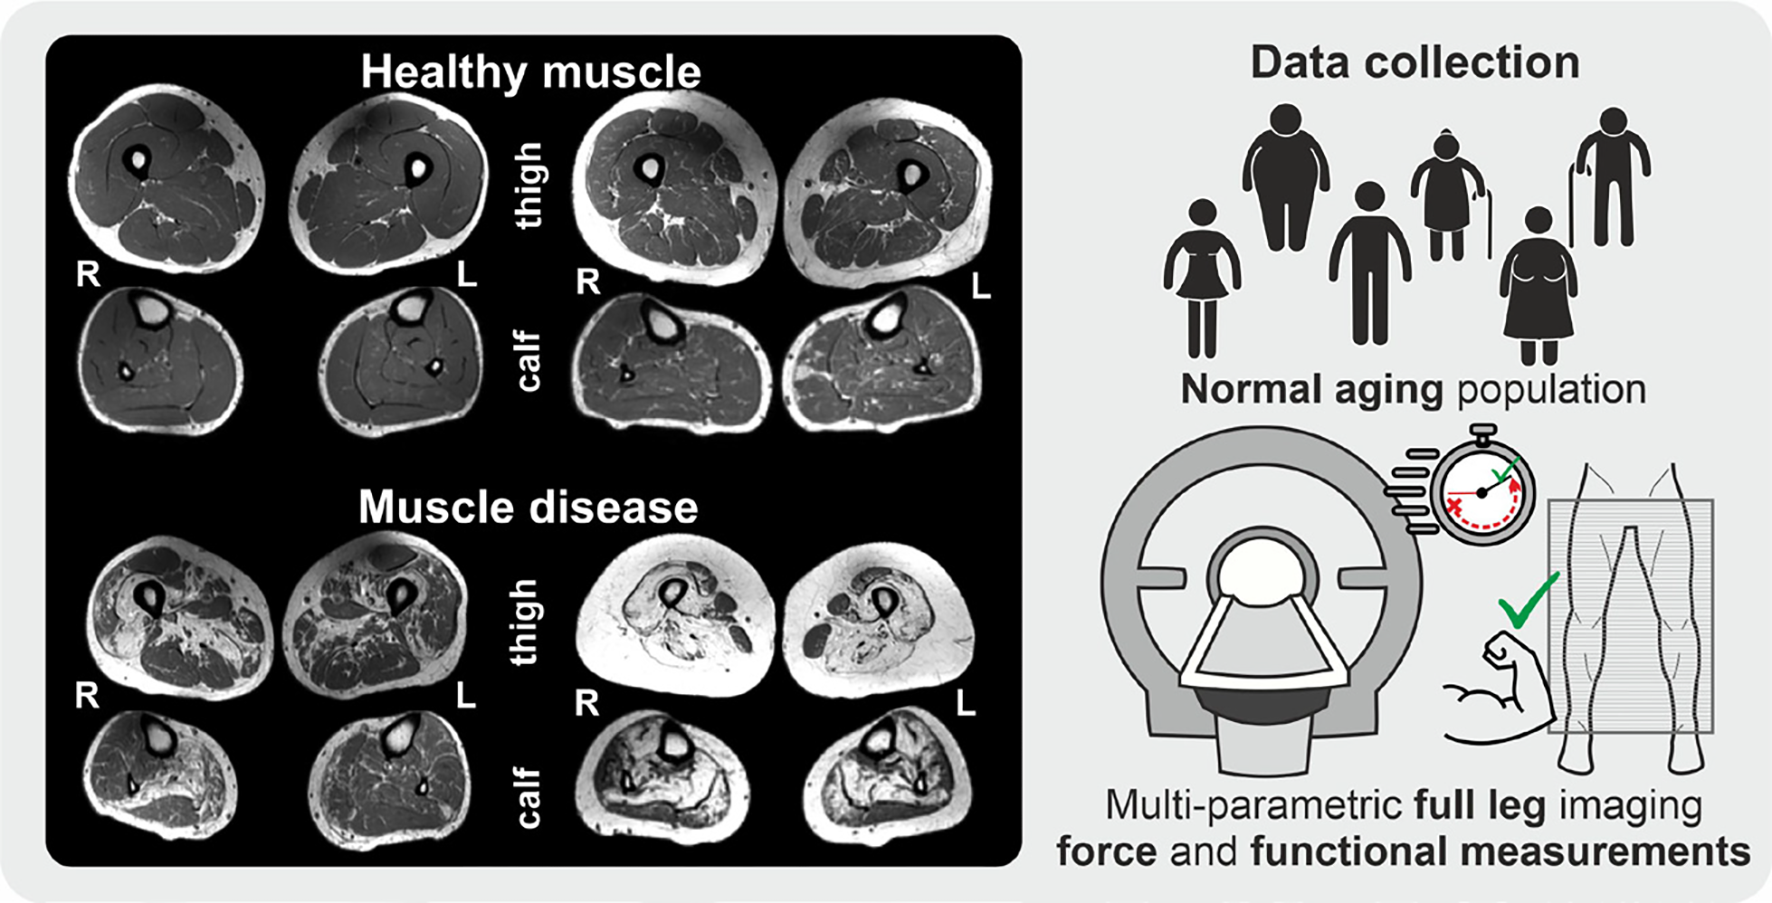 Healthy muscle
thigh
R
L
R
L
calf
Muscle disease
thigh
R
L
R
L
calf
Data collection
Normal aging population
Multi-parametric full leg imaging
force and functional measurements